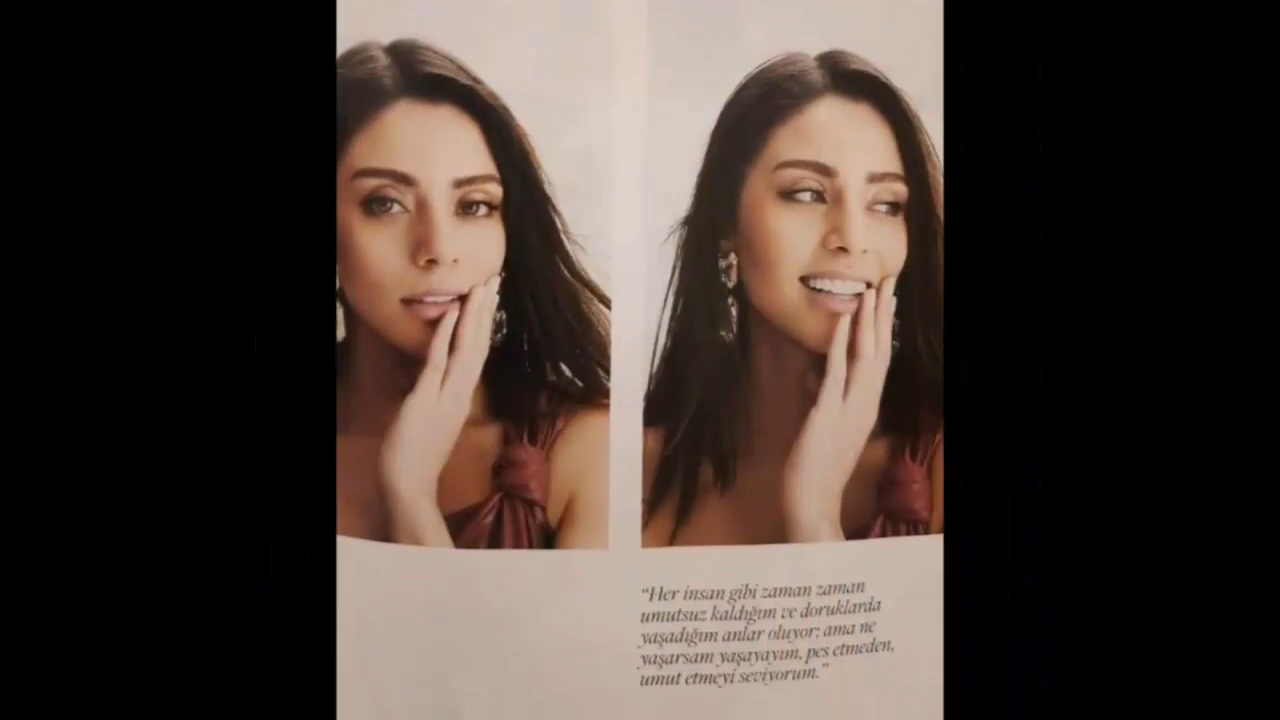 “Her insan gibi zaman zaman
umutsuz kaldığım ve doruklarda
yaşadığım anlar oluyor; ama ne
yaşarsam yaşayayım, pes etmeden,
umut etmeyi seviyorum.”